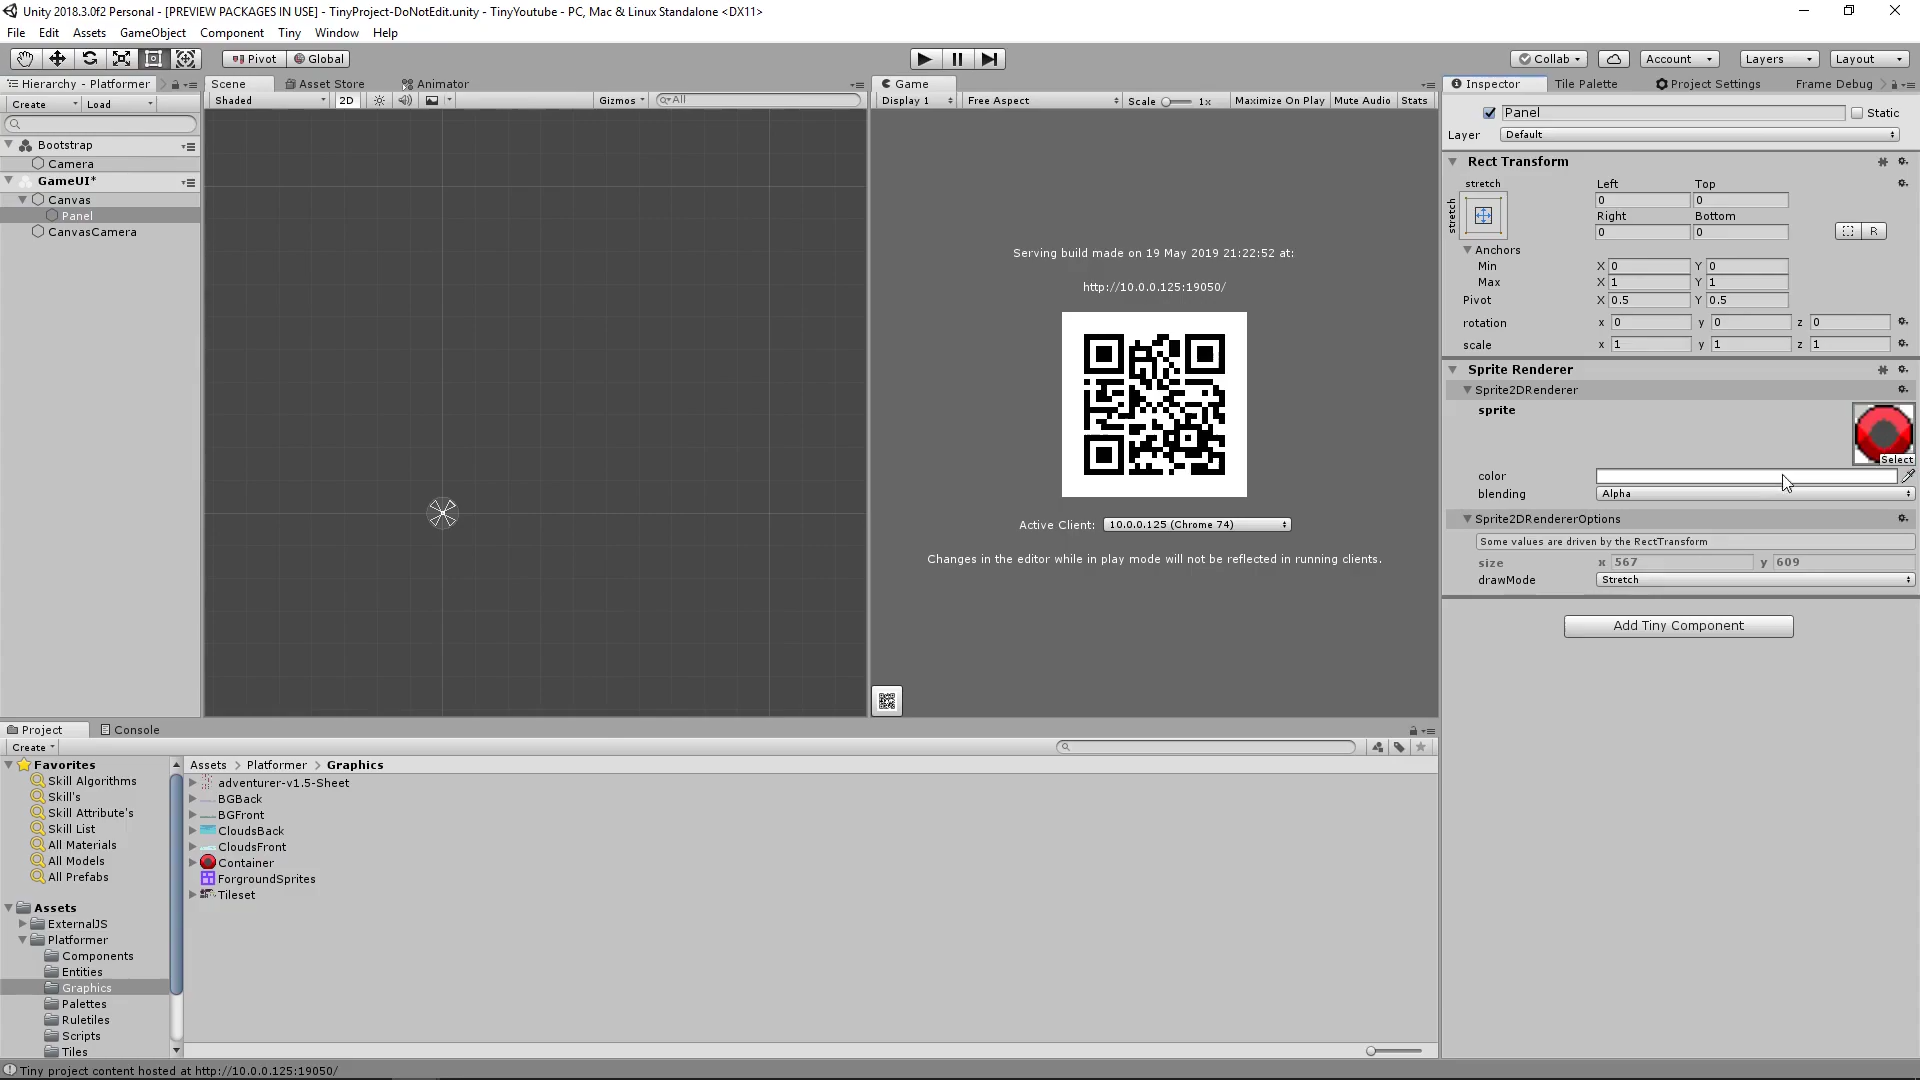 Unity 2018.3.0f2 Personal - [PREVIEW PACKAGES IN USE] - TinyProject-DoNotEdit.unity - TinyYoutube - PC, Mac & Linux Standalone <DX11>
File Edit Assets GameObject Component Tiny Window Help
Pivot Global Collab Account Layers Layout
Hierarchy - Platformer Scene Asset Store Animator Game Inspector Tile Palette Project Settings Frame Debug
Create Load Shaded 2D Gizmos All Display 1 Free Aspect Scale 1x Maximize On Play Mute Audio Stats
Panel Static
Layer Default
Bootstrap
Camera
GameUI*
Canvas
Panel
CanvasCamera
Serving build made on 19 May 2019 21:22:52 at:
http://10.0.0.125:19050/
Active Client: 10.0.0.125 (Chrome 74)
Changes in the editor while in play mode will not be reflected in running clients.
Rect Transform
stretch Left Top
stretch 0 0
Right Bottom
0 0 R
Anchors
Min X 0 Y 0
Max X 1 Y 1
Pivot X 0.5 Y 0.5
rotation x 0 y 0 z 0
scale x 1 y 1 z 1
Sprite Renderer
Sprite2DRenderer
sprite
Select
color
blending Alpha
Sprite2DRendererOptions
Some values are driven by the RectTransform
size x 567 y 609
drawMode Stretch
Add Tiny Component
Project Console
Create
Favorites
Skill Algorithms
Skill's
Skill Attribute's
Skill List
All Materials
All Models
All Prefabs
Assets
ExternalJS
Platformer
Components
Entities
Graphics
Palettes
Ruletiles
Scripts
Tiles
Assets Platformer Graphics
adventurer-v1.5-Sheet
BGBack
BGFront
CloudsBack
CloudsFront
Container
ForgroundSprites
Tileset
Tiny project content hosted at http://10.0.0.125:19050/